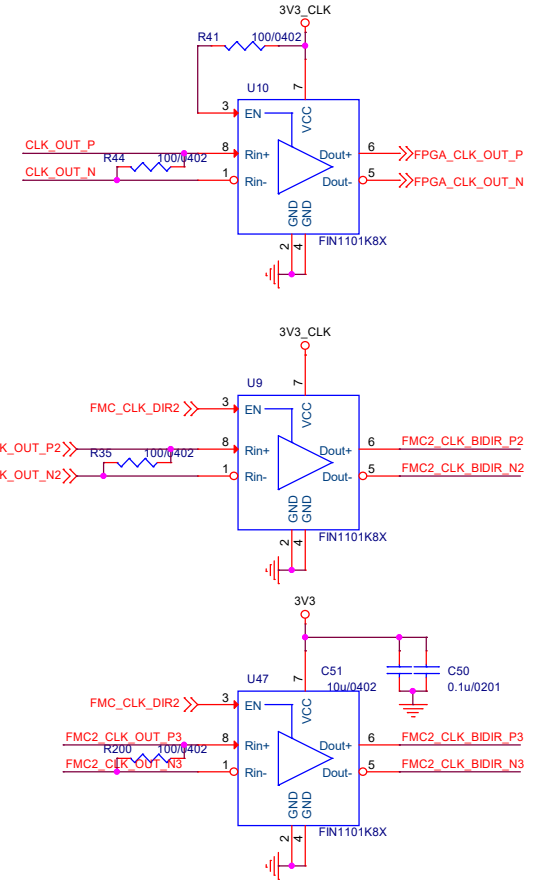 3V3_CLK
R41 100/0402
U10
7
3 EN VCC
CLK_OUT_P 8 Rin+ Dout+ 6 FPGA_CLK_OUT_P
R44 100/0402
CLK_OUT_N 1 Rin- Dout- 5 FPGA_CLK_OUT_N
GND GND
2 4 FIN1101K8X
3V3_CLK
U9
7
FMC_CLK_DIR2 3 EN VCC
K_OUT_P2 8 Rin+ Dout+ 6 FMC2_CLK_BIDIR_P2
R35 100/0402
K_OUT_N2 1 Rin- Dout- 5 FMC2_CLK_BIDIR_N2
GND GND
2 4 FIN1101K8X
3V3
U47 C51 C50
7 10u/0402 0.1u/0201
FMC_CLK_DIR2 3 EN VCC
FMC2_CLK_OUT_P3 8 Rin+ Dout+ 6 FMC2_CLK_BIDIR_P3
R200 100/0402
FMC2_CLK_OUT_N3 1 Rin- Dout- 5 FMC2_CLK_BIDIR_N3
GND GND
2 4 FIN1101K8X